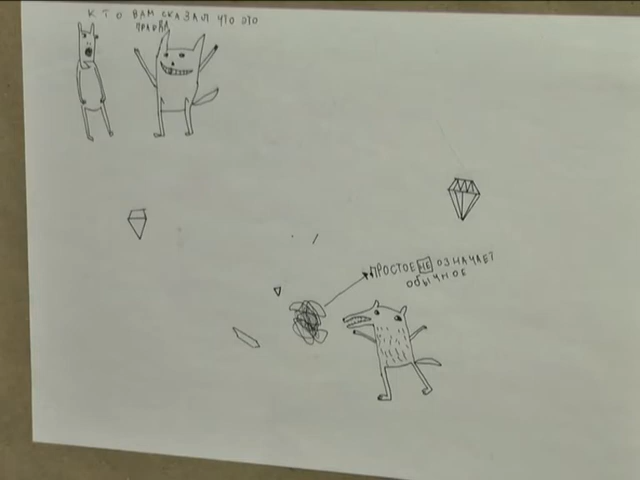 КТО ВАМ СКАЗАЛ ЧТО ЭТО
ПРАВДА
ПРОСТОЕ НЕ ОЗНАЧАЕТ
ОБЫЧНОЕ